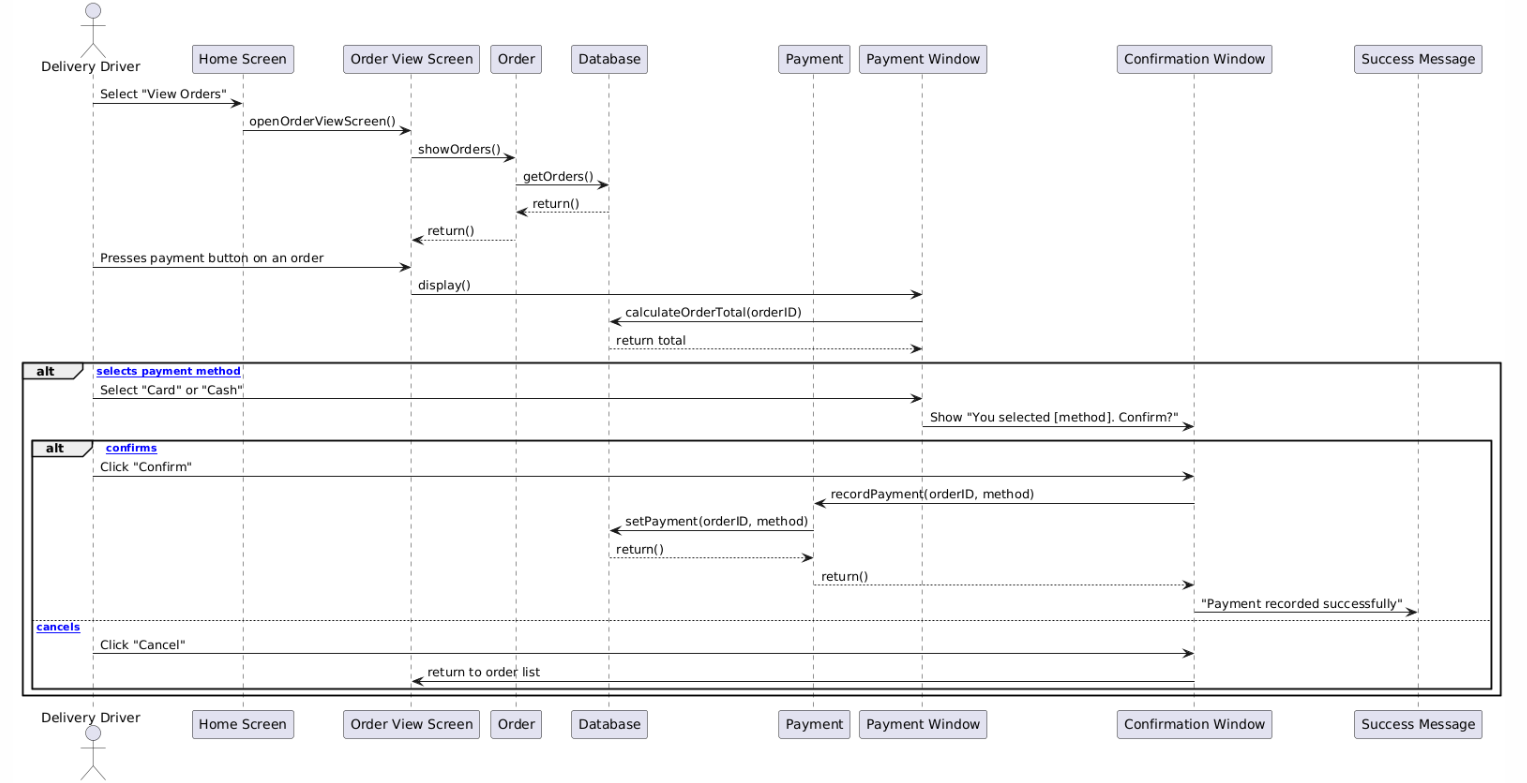 Delivery Driver
Home Screen
Order View Screen
Order
Database
Payment
Payment Window
Confirmation Window
Success Message
Select "View Orders"
openOrderViewScreen()
showOrders()
getOrders()
return()
return()
Presses payment button on an order
display()
calculateOrderTotal(orderID)
return total
alt
selects payment method
Select "Card" or "Cash"
Show "You selected [method]. Confirm?"
alt
confirms
Click "Confirm"
recordPayment(orderID, method)
setPayment(orderID, method)
return()
return()
"Payment recorded successfully"
cancels
Click "Cancel"
return to order list
Delivery Driver
Home Screen
Order View Screen
Order
Database
Payment
Payment Window
Confirmation Window
Success Message